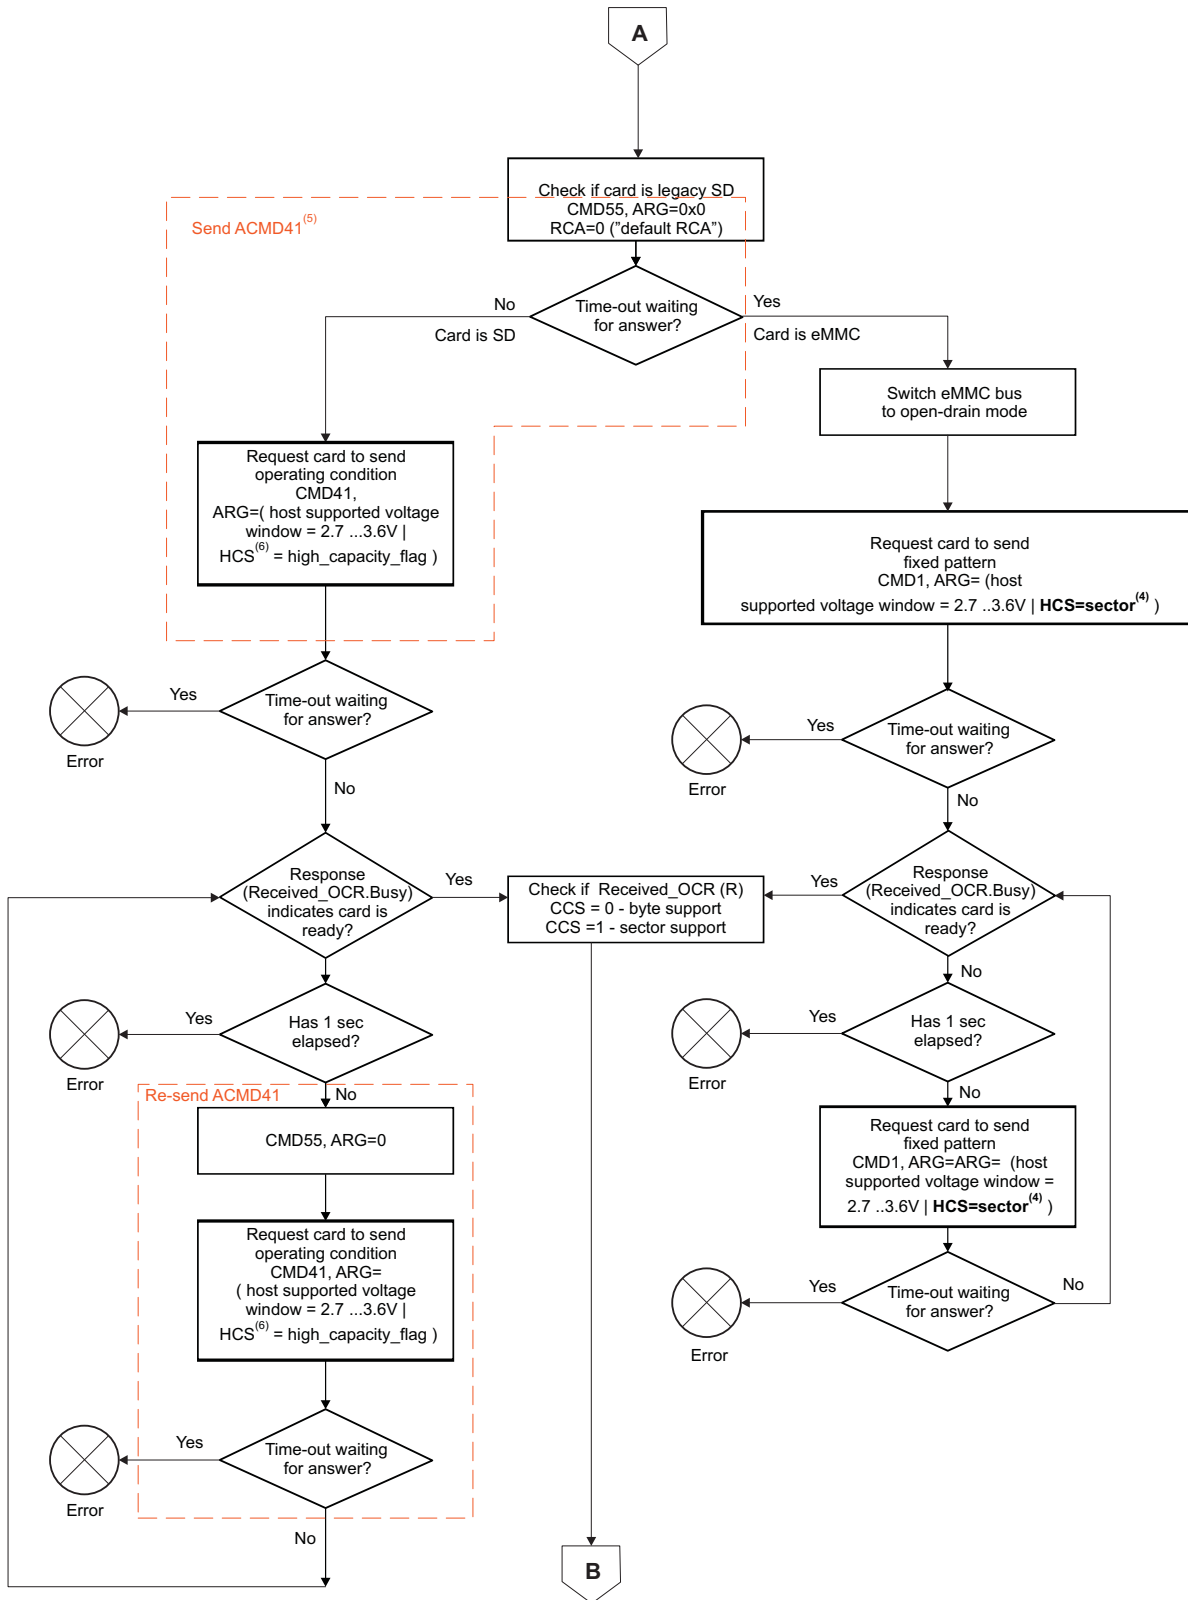 A
Check if card is legacy SD
CMD55, ARG=0x0
RCA=0 ("default RCA")
Send ACMD41(5)
Time-out waiting
for answer?
No
Card is SD
Yes
Card is eMMC
Switch eMMC bus
to open-drain mode
Request card to send
operating condition
CMD41,
ARG=( host supported voltage
window = 2.7 ...3.6V |
HCS(6) = high_capacity_flag )
Request card to send
fixed pattern
CMD1, ARG= (host
supported voltage window = 2.7 ..3.6V | HCS=sector(4) )
Time-out waiting
for answer?
Yes
Error
No
Time-out waiting
for answer?
Yes
Error
No
Response
(Received_OCR.Busy)
indicates card is
ready?
Yes
Check if Received_OCR (R)
CCS = 0 - byte support
CCS =1 - sector support
Yes
Response
(Received_OCR.Busy)
indicates card is
ready?
No
Has 1 sec
elapsed?
Yes
Error
No
Has 1 sec
elapsed?
Yes
Error
No
Re-send ACMD41
CMD55, ARG=0
Request card to send
fixed pattern
CMD1, ARG=ARG= (host
supported voltage window =
2.7 ..3.6V | HCS=sector(4) )
Request card to send
operating condition
CMD41, ARG=
( host supported voltage
window = 2.7 ...3.6V |
HCS(6) = high_capacity_flag )
Time-out waiting
for answer?
Yes
Error
No
Time-out waiting
for answer?
Yes
Error
No
B